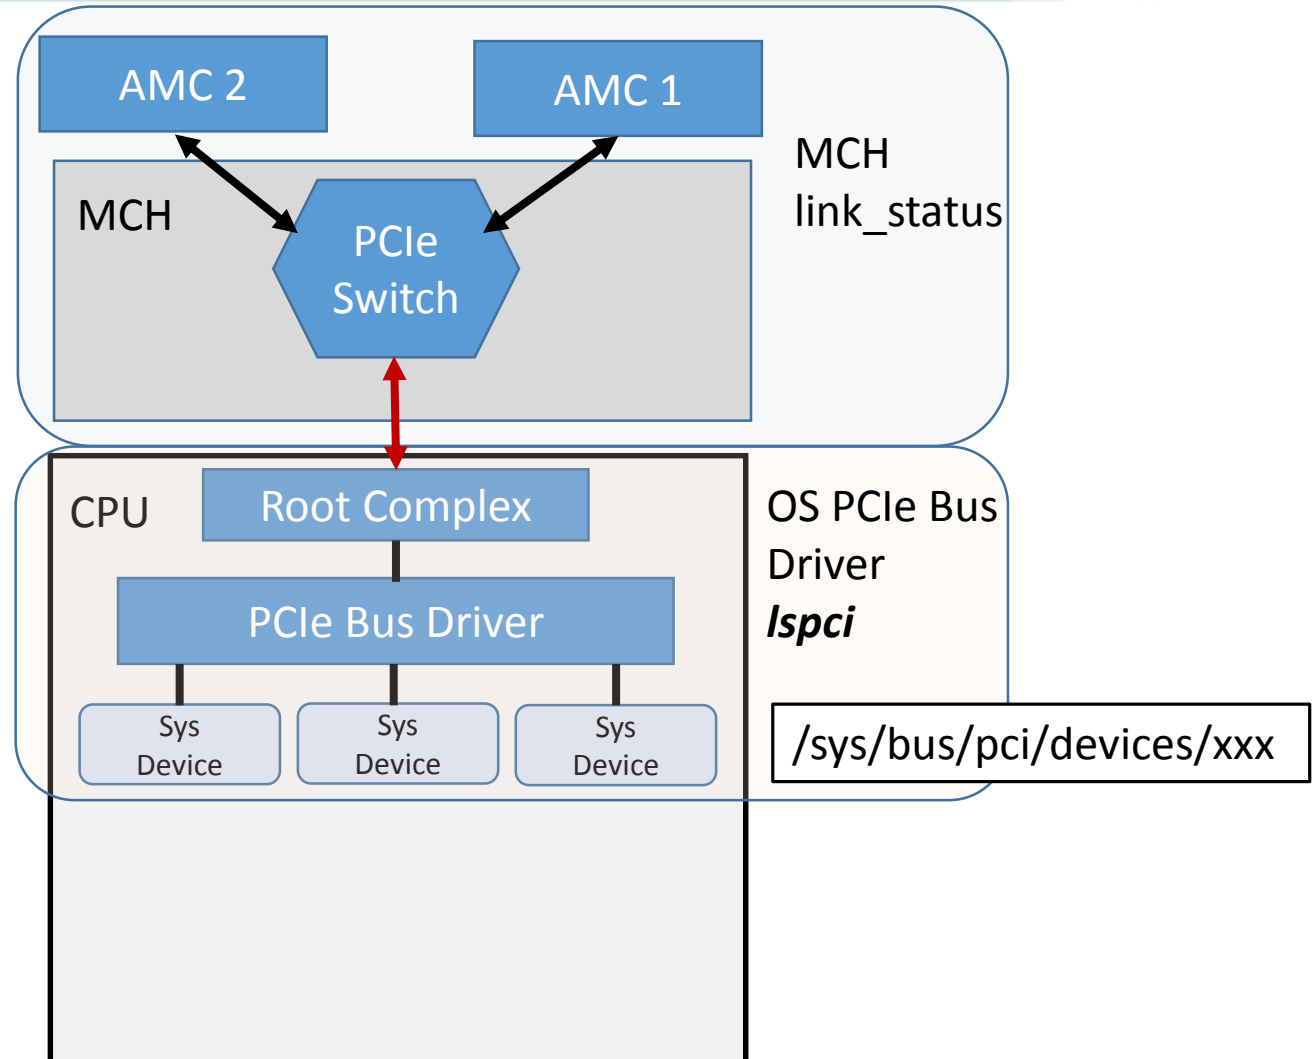 AMC 2
AMC 1
MCH
link_status
MCH
PCIe
Switch
CPU
Root Complex
OS PCIe Bus
Driver
lspci
PCIe Bus Driver
Sys
Device
Sys
Device
Sys
Device
/sys/bus/pci/devices/xxx